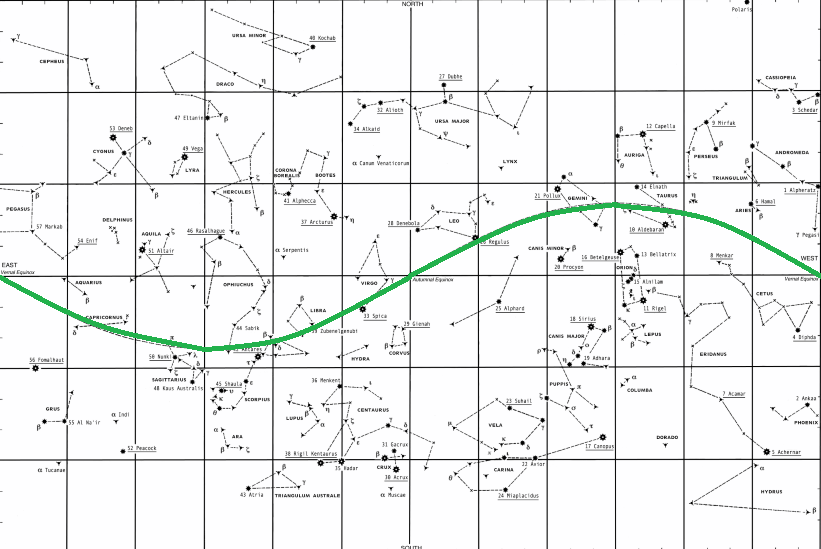 NORTH
Polaris
γ
CEPHEUS
α
URSA MINOR
40 Kochab
γ
DRACO
η
CASSIOPEIA
γ
δ
β
3 Schedar
27 Dubhe
β
47 Eltanin
β
ζ
32 Alioth
34 Alkaid
γ
URSA MAJOR
ψ
ι
9 Mirfak
12 Capella
β
θ
AURIGA
β
PERSEUS
ε
γ
ANDROMEDA
β
53 Deneb
γ
δ
CYGNUS
ε
β
49 Vega
LYRA
α Canum Venaticorum
LYNX
TRIANGULUM
CORONA
BOREALIS
BOOTES
ε
41 Alphecca
ζ
HERCULES
β
α
21 Pollux
GEMINI
γ
14 Elnath
TAURUS
10 Aldebaran
η
ARIES
6 Hamal
β
1 Alpheratz
γ Pegasi
β
PEGASUS
57 Markab
ε
54 Enif
DELPHINUS
AQUILA
γ
51 Altair
46 Rasalhague
α
37 Arcturus
η
28 Denebola
δ
LEO
ε
26 Regulus
CANIS MINOR
β
20 Procyon
16 Betelgeuse
13 Bellatrix
8 Menkar
EAST
Vernal Equinox
α Serpentis
ε
VIRGO
γ
Autumnal Equinox
ORION
15 Alnilam
CETUS
WEST
Vernal Equinox
AQUARIUS
β
OPHIUCHUS
δ
LIBRA
β
33 Spica
25 Alphard
β
11 Rigel
4 Diphda
CAPRICORNUS
δ
44 Sabik
39 Zubenelgenubi
29 Gienah
18 Sirius
β
CANIS MAJOR
LEPUS
β
ERIDANUS
50 Nunki
δ
42 Antares
τ
HYDRA
γ
CORVUS
β
19 Adhara
56 Fomalhaut
ζ
SAGITTARIUS
48 Kaus Australis
γ
45 Shaula
υ
κ
θ
ε
SCORPIUS
36 Menkent
ι
PUPPIS
π
σ
τ
α
COLUMBA
7 Acamar
2 Ankaa
PHOENIX
GRUS
β
55 Al Na'ir
α Indi
LUPUS
α
η
γ
CENTAURUS
ζ
ε
γ
δ
23 Suhail
γ
VELA
κ
δ
ARA
α
β
ζ
52 Peacock
38 Rigil Kentaurus
35 Hadar
31 Gacrux
β
CRUX
30 Acrux
α Muscae
17 Canopus
DORADO
α
5 Achernar
α Tucanae
β
43 Atria
γ
TRIANGULUM AUSTRALE
ι
22 Avior
CARINA
θ
β
24 Miaplacidus
α
HYDRUS
β
SOUTH